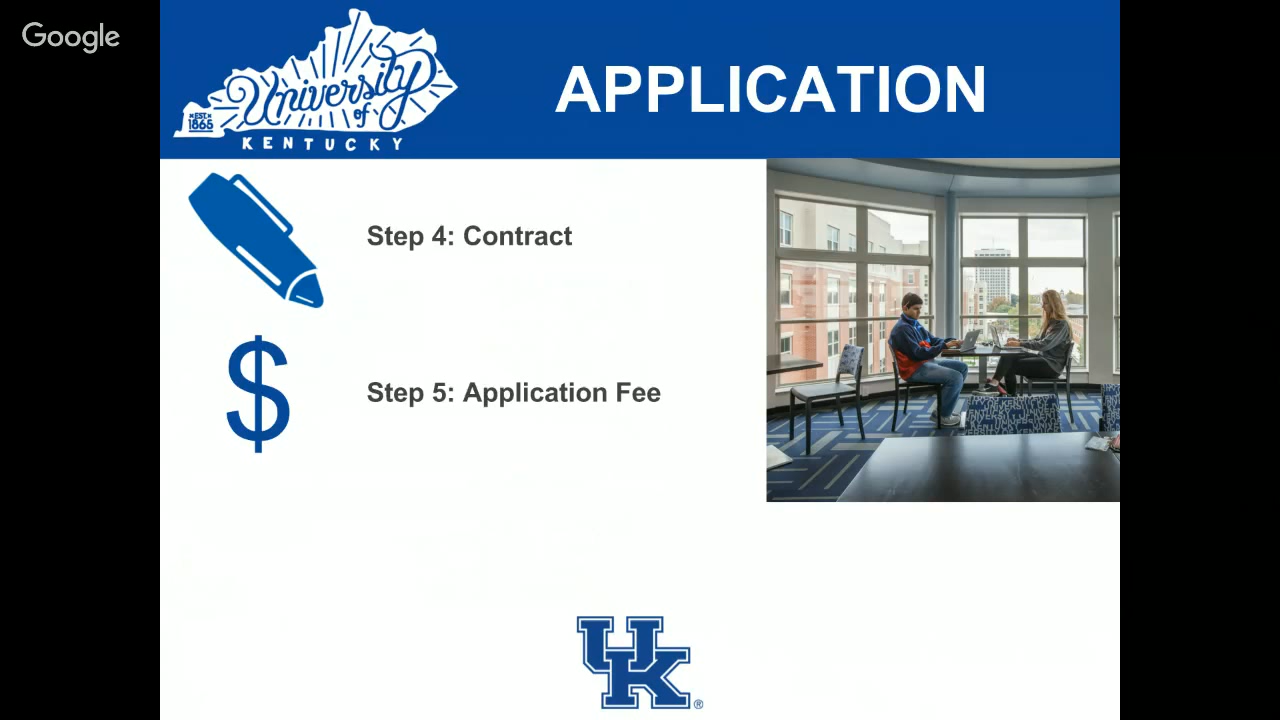 Google
University
of
KENTUCKY
EST.
1865
APPLICATION
Step 4: Contract
$
Step 5: Application Fee
UK®